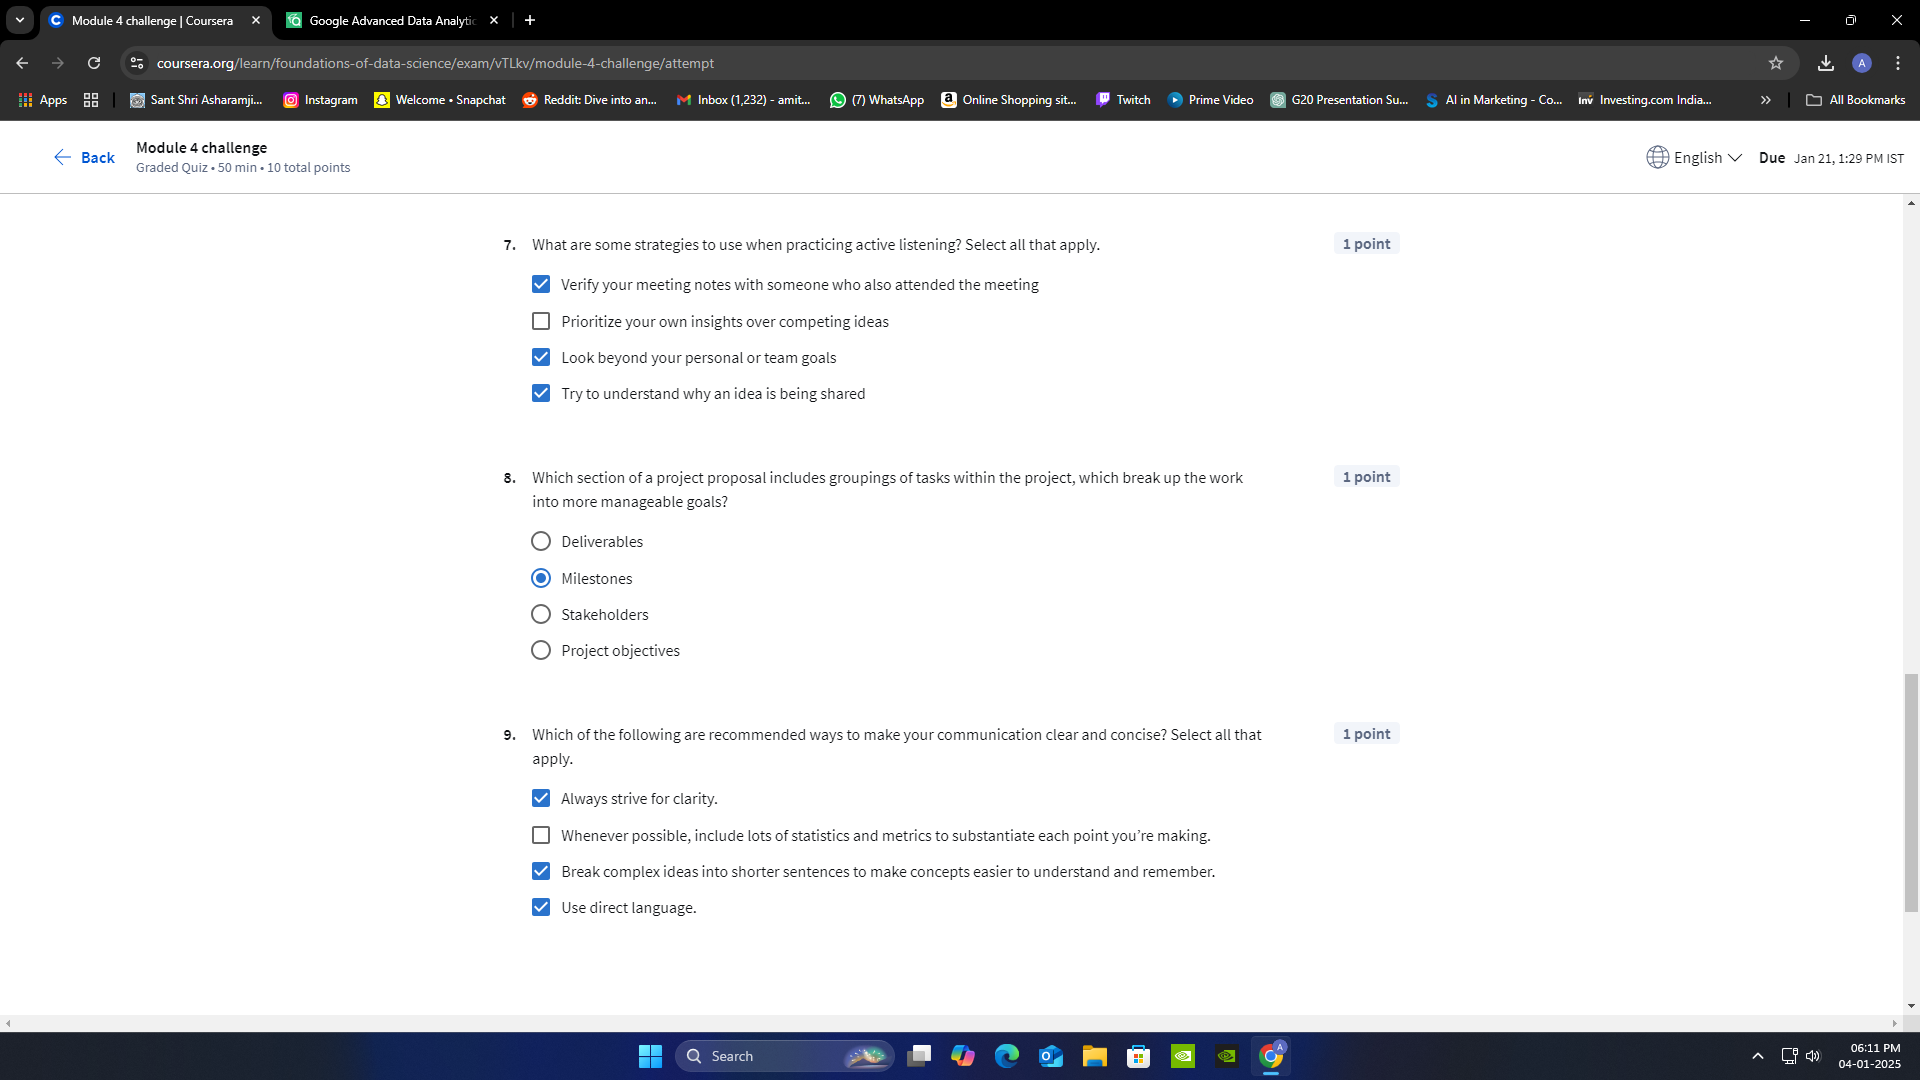 Module 4 challenge | Coursera
Google Advanced Data Analytic
coursera.org/learn/foundations-of-data-science/exam/vTLkv/module-4-challenge/attempt
A
Apps
Sant Shri Asharamji...
Instagram
Welcome • Snapchat
Reddit: Dive into an...
Inbox (1,232) - amit...
(7) WhatsApp
Online Shopping sit...
Twitch
Prime Video
G20 Presentation Su...
AI in Marketing - Co...
Investing.com India...
All Bookmarks
Back
Module 4 challenge
Graded Quiz • 50 min • 10 total points
English
Due Jan 21, 1:29 PM IST
7. What are some strategies to use when practicing active listening? Select all that apply.
1 point
Verify your meeting notes with someone who also attended the meeting
Prioritize your own insights over competing ideas
Look beyond your personal or team goals
Try to understand why an idea is being shared
8. Which section of a project proposal includes groupings of tasks within the project, which break up the work
into more manageable goals?
1 point
Deliverables
Milestones
Stakeholders
Project objectives
9. Which of the following are recommended ways to make your communication clear and concise? Select all that
apply.
1 point
Always strive for clarity.
Whenever possible, include lots of statistics and metrics to substantiate each point you’re making.
Break complex ideas into shorter sentences to make concepts easier to understand and remember.
Use direct language.
Search
06:11 PM
04-01-2025